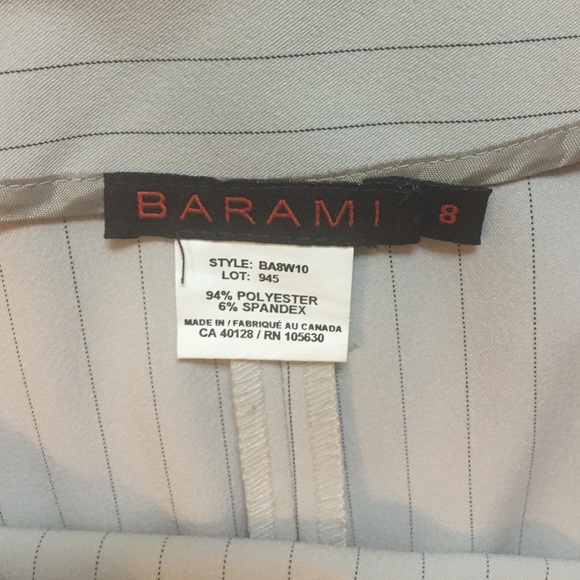 BARAMI 8
STYLE: BA8W10
LOT: 945
94% POLYESTER
6% SPANDEX
MADE IN / FABRIQUÉ AU CANADA
CA 40128 / RN 105630